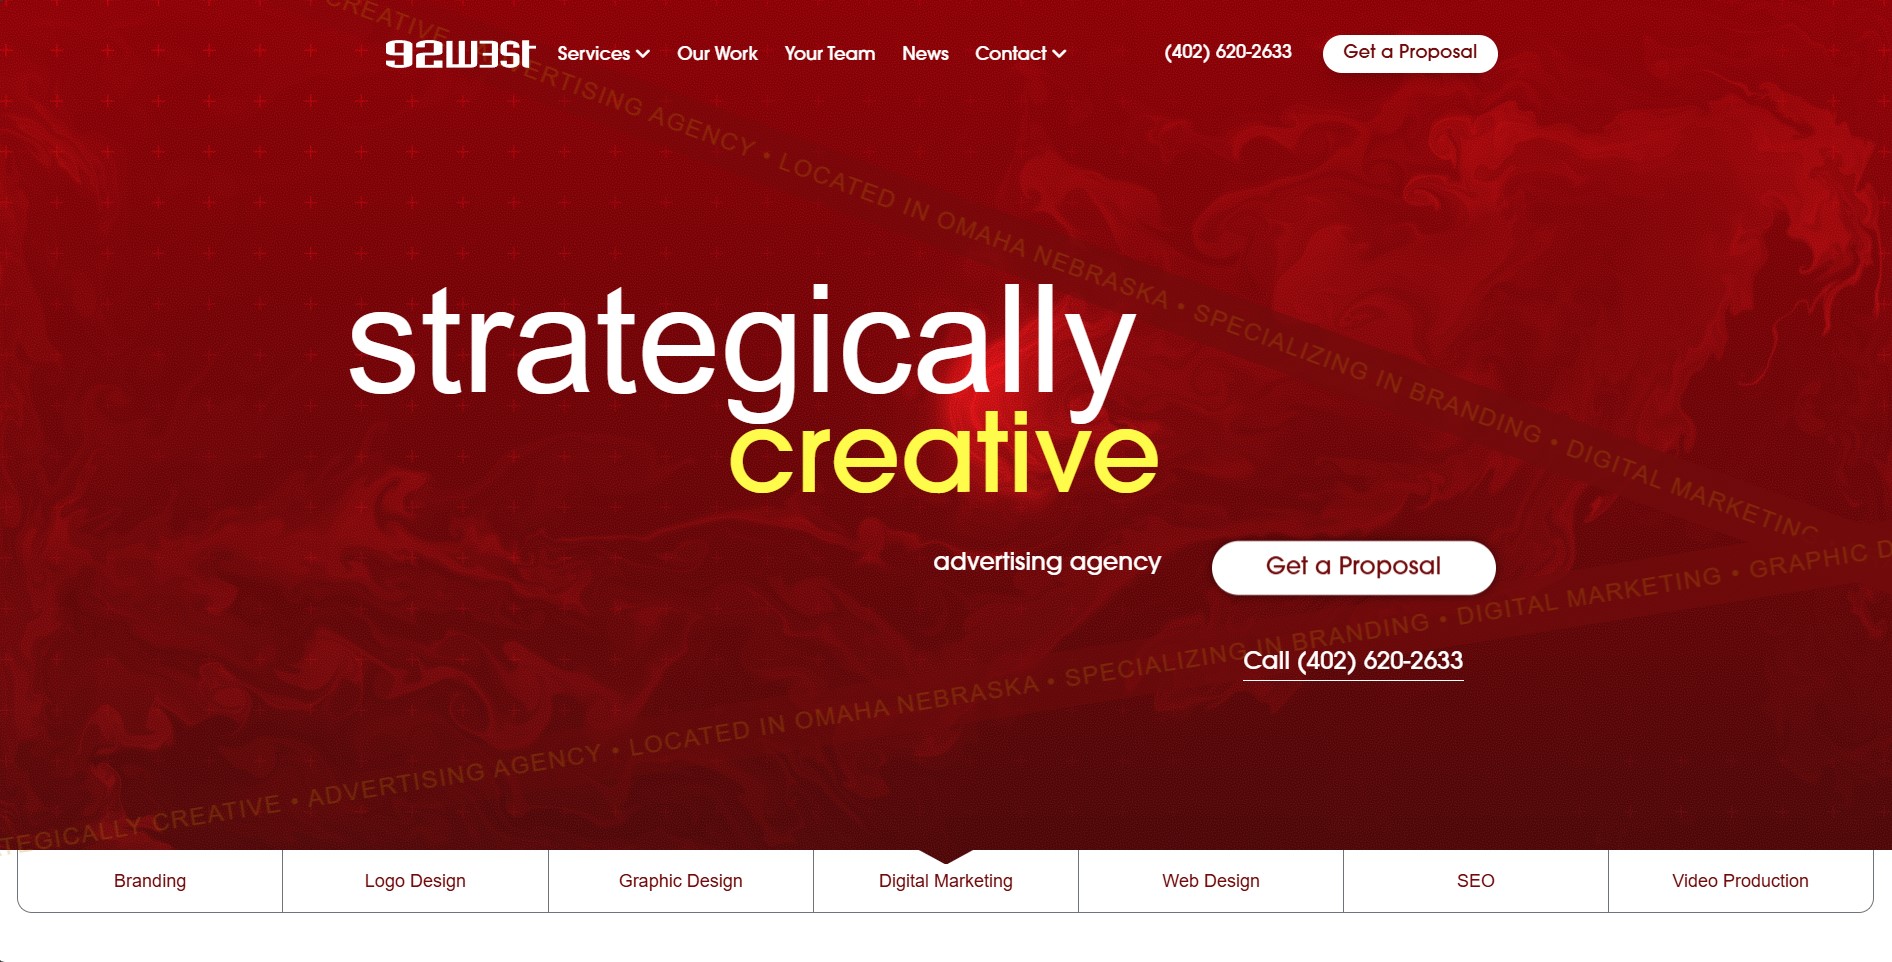 92w3st
Services
Our Work
Your Team
News
Contact
(402) 620-2633
Get a Proposal
CREATIVE
ADVERTISING AGENCY • LOCATED IN OMAHA NEBRASKA • SPECIALIZING IN BRANDING • DIGITAL MARKETING
strategically
creative
advertising agency
Get a Proposal
Call (402) 620-2633
TEGICALLY CREATIVE • ADVERTISING AGENCY • LOCATED IN OMAHA NEBRASKA • SPECIALIZING IN BRANDING • DIGITAL MARKETING • GRAPHIC D
Branding
Logo Design
Graphic Design
Digital Marketing
Web Design
SEO
Video Production